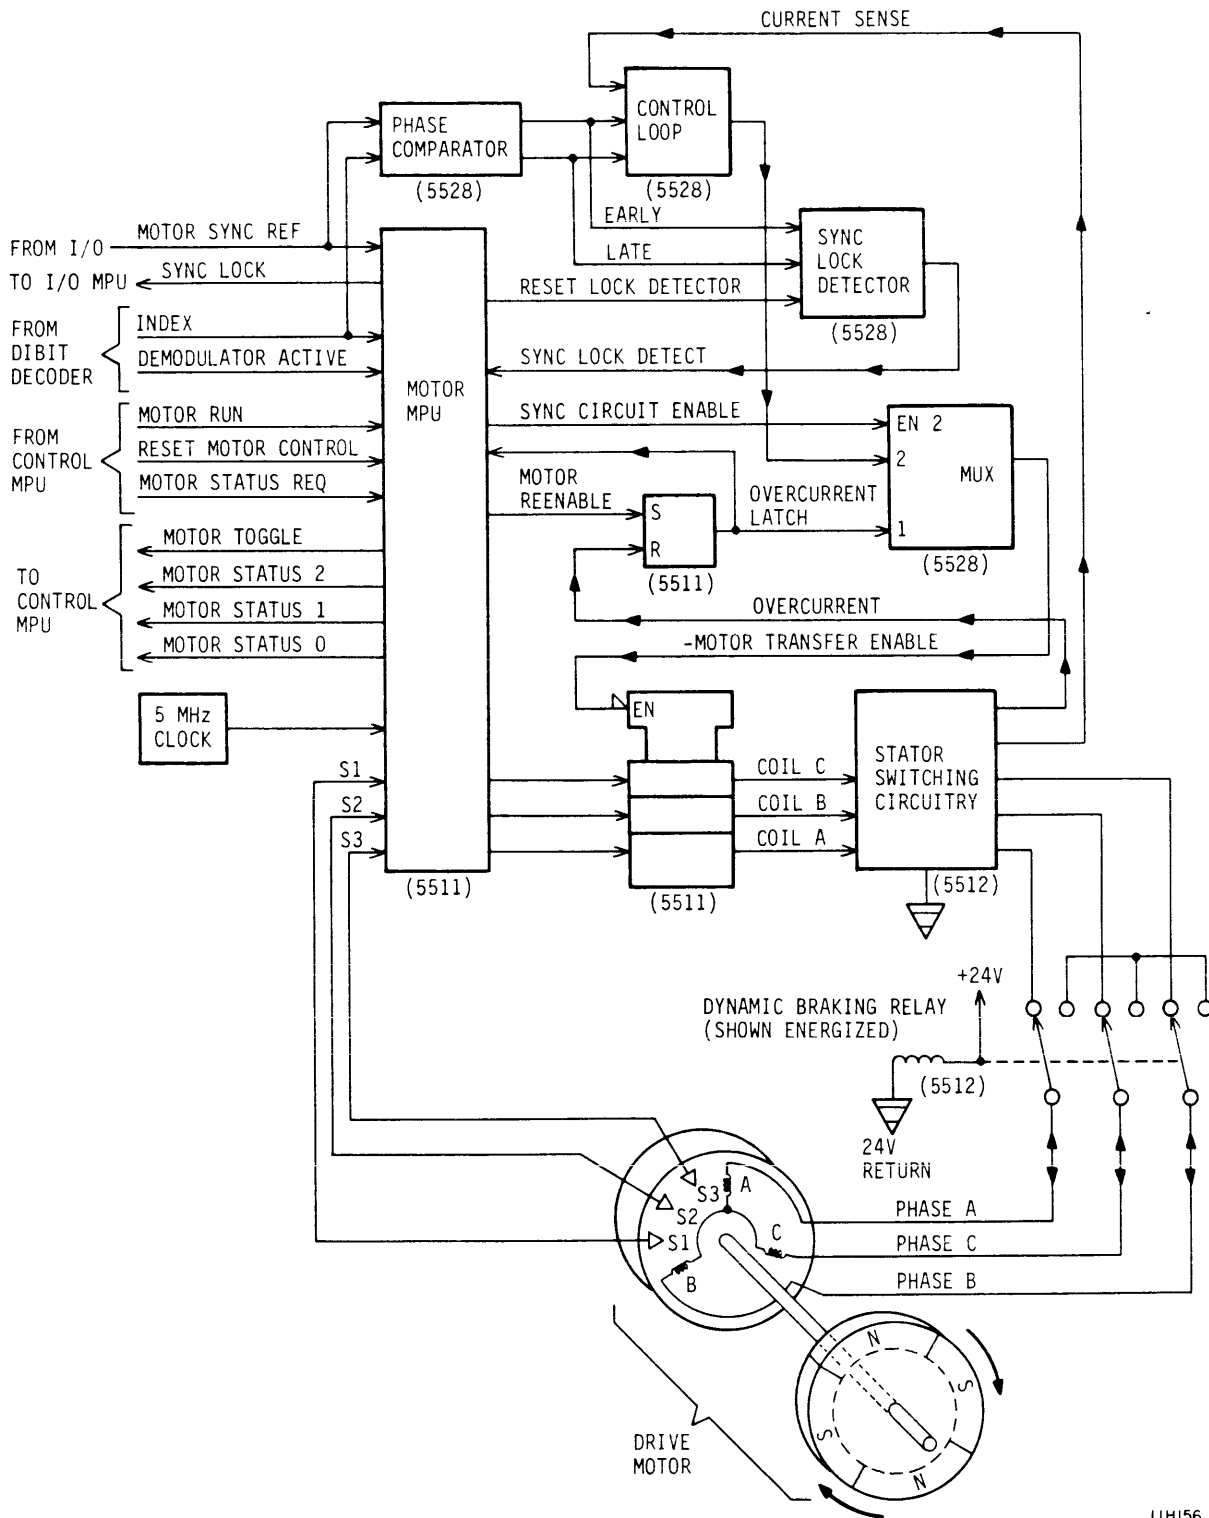 CURRENT SENSE
CONTROL
LOOP
(5528)
PHASE
COMPARATOR
(5528)
EARLY
LATE
SYNC
LOCK
DETECTOR
(5528)
FROM I/O
MOTOR SYNC REF
TO I/O MPU
SYNC LOCK
RESET LOCK DETECTOR
FROM
DIBIT
DECODER
INDEX
DEMODULATOR ACTIVE
SYNC LOCK DETECT
MOTOR
MPU
FROM
CONTROL
MPU
MOTOR RUN
RESET MOTOR CONTROL
MOTOR STATUS REQ
SYNC CIRCUIT ENABLE
EN 2
2
MUX
1
(5528)
MOTOR
REENABLE
S
R
(5511)
OVERCURRENT
LATCH
TO
CONTROL
MPU
MOTOR TOGGLE
MOTOR STATUS 2
MOTOR STATUS 1
MOTOR STATUS 0
OVERCURRENT
-MOTOR TRANSFER ENABLE
5 MHz
CLOCK
EN
STATOR
SWITCHING
CIRCUITRY
(5512)
S1
S2
S3
COIL C
COIL B
COIL A
(5511)
(5511)
+24V
DYNAMIC BRAKING RELAY
(SHOWN ENERGIZED)
(5512)
24V
RETURN
S3
A
S2
C
S1
B
PHASE A
PHASE C
PHASE B
N
S
S
N
DRIVE
MOTOR
11H156